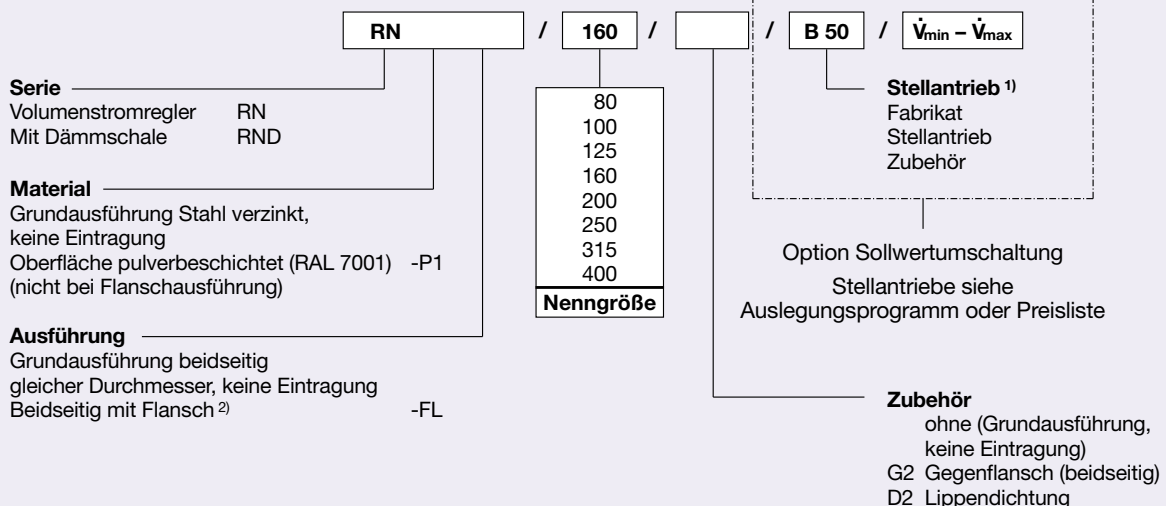 RN / 160 / / B 50 / V̇min – V̇max
Serie
Volumenstromregler RN
Mit Dämmschale RND
Material
Grundausführung Stahl verzinkt,
keine Eintragung
Oberfläche pulverbeschichtet (RAL 7001) -P1
(nicht bei Flanschausführung)
Ausführung
Grundausführung beidseitig
gleicher Durchmesser, keine Eintragung
Beidseitig mit Flansch 2) -FL
80
100
125
160
200
250
315
400
Nenngröße
Stellantrieb 1)
Fabrikat
Stellantrieb
Zubehör
Option Sollwertumschaltung
Stellantriebe siehe
Auslegungsprogramm oder Preisliste
Zubehör
ohne (Grundausführung,
keine Eintragung)
G2 Gegenflansch (beidseitig)
D2 Lippendichtung